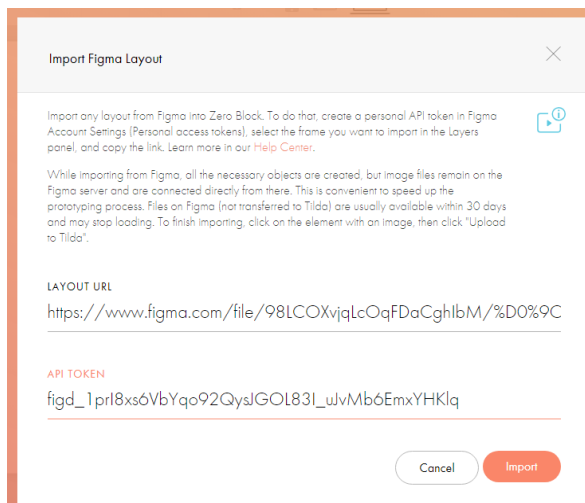 Import Figma Layout
Import any layout from Figma into Zero Block. To do that, create a personal API token in Figma
Account Settings (Personal access tokens), select the frame you want to import in the Layers
panel, and copy the link. Learn more in our Help Center.
While importing from Figma, all the necessary objects are created, but image files remain on the
Figma server and are connected directly from there. This is convenient to speed up the
prototyping process. Files on Figma (not transferred to Tilda) are usually available within 30 days
and may stop loading. To finish importing, click on the element with an image, then click "Upload
to Tilda".
LAYOUT URL
https://www.figma.com/file/98LCOXvjqLcOqFDaCghIbM/%D0%9C
API TOKEN
figd_1prI8xs6VbYqo92QysJGOL83I_uJvMb6EmxYHKlq
Cancel
Import